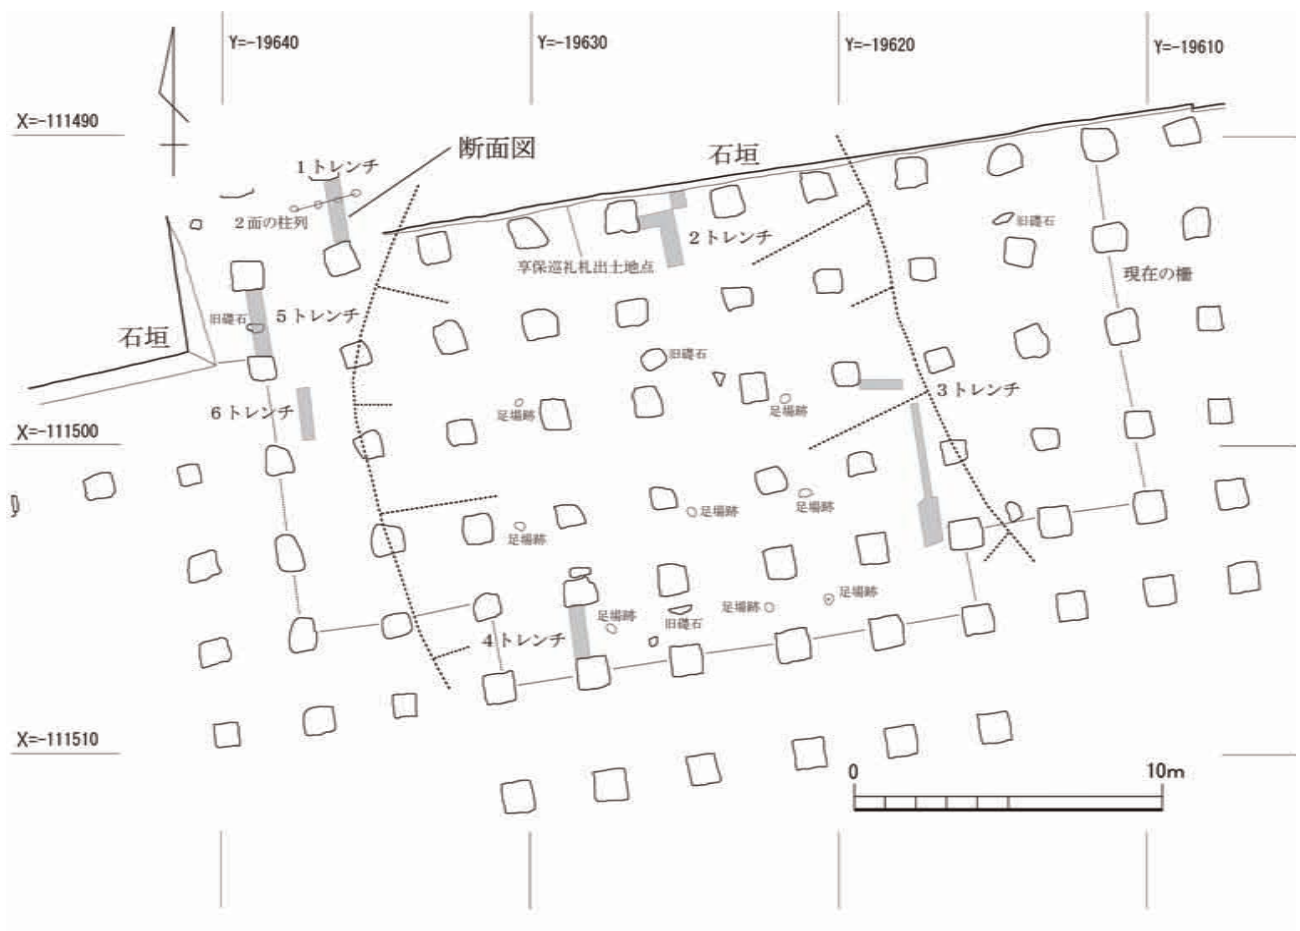 Y=-19640
Y=-19630
Y=-19620
Y=-19610
X=-111490
断面図
石垣
1トレンチ
2面の柱列
2トレンチ
旧礎石
享保巡礼札出土地点
現在の柵
旧礎石
5トレンチ
石垣
旧礎石
3トレンチ
足場跡
足場跡
6トレンチ
X=-111500
足場跡
足場跡
足場跡
足場跡
足場跡
足場跡
旧礎石
4トレンチ
X=-111510
0
10m